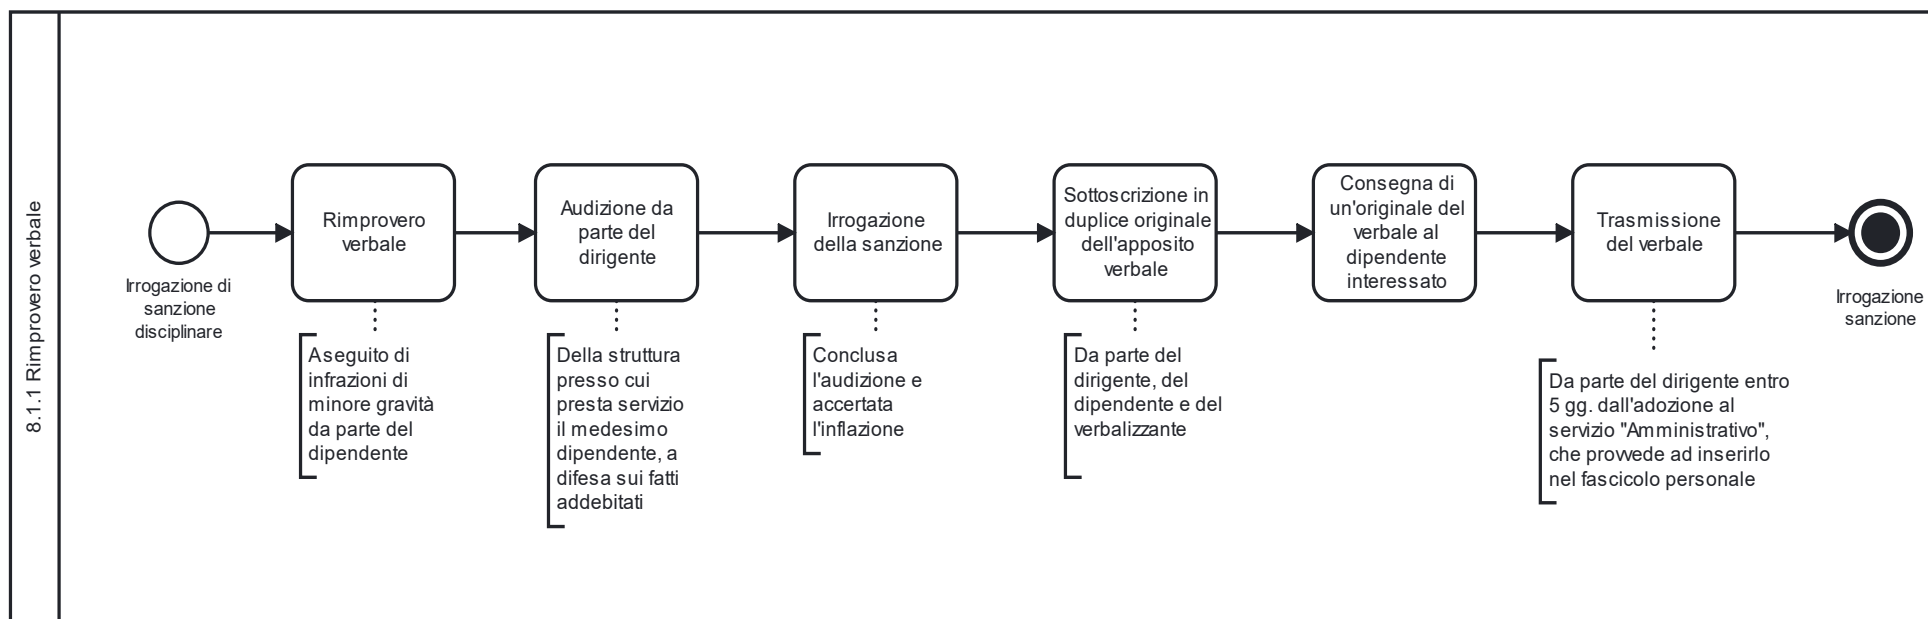 8.1.1 Rimprovero verbale
Irrogazione di
sanzione
disciplinare
Rimprovero
verbale
Aseguito di
infrazioni di
minore gravità
da parte del
dipendente
Audizione da
parte del
dirigente
Della struttura
presso cui
presta servizio
il medesimo
dipendente, a
difesa sui fatti
addebitati
Irrogazione
della sanzione
Conclusa
l'audizione e
accertata
l'inflazione
Sottoscrizione in
duplice originale
dell'apposito
verbale
Da parte del
dirigente, del
dipendente e del
verbalizzante
Consegna di
un'originale del
verbale al
dipendente
interessato
Trasmissione
del verbale
Da parte del dirigente entro
5 gg. dall'adozione al
servizio "Amministrativo",
che provvede ad inserirlo
nel fascicolo personale
Irrogazione
sanzione